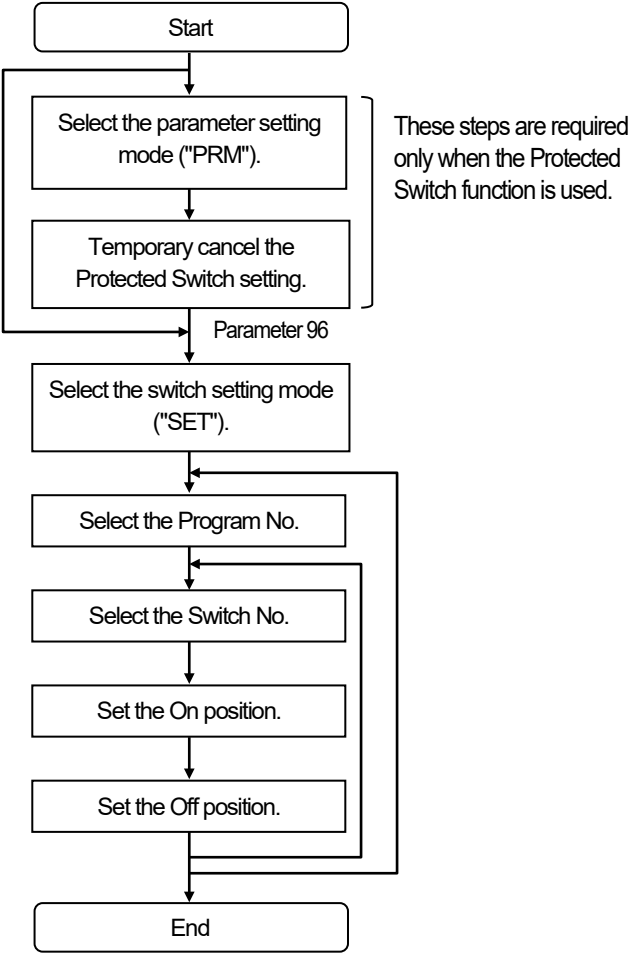 Start
Select the parameter setting
mode ("PRM").
These steps are required
only when the Protected
Switch function is used.
Temporary cancel the
Protected Switch setting.
Parameter 96
Select the switch setting mode
("SET").
Select the Program No.
Select the Switch No.
Set the On position.
Set the Off position.
End